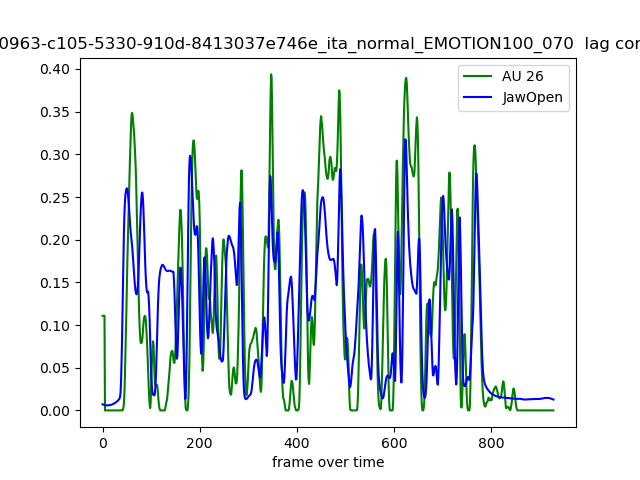 0963-c105-5330-910d-8413037e746e_ita_normal_EMOTION100_070 lag cor
AU 26
JawOpen
0.40
0.35
0.30
0.25
0.20
0.15
0.10
0.05
0.00
0 200 400 600 800
frame over time